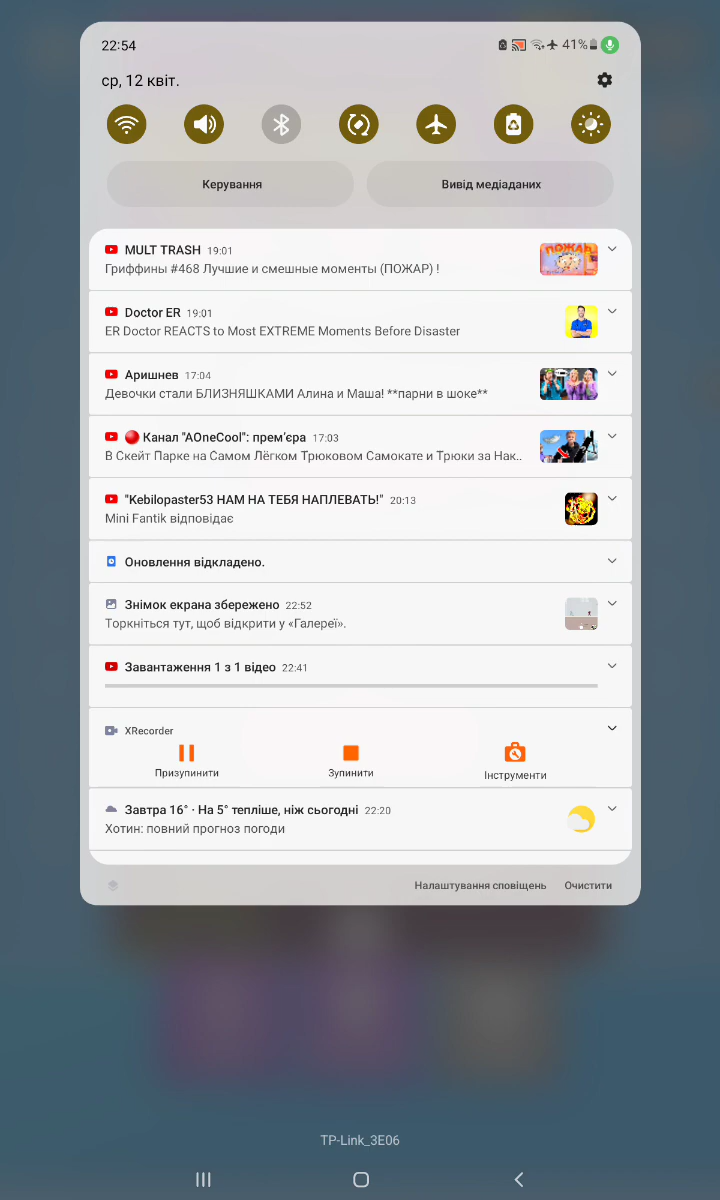 22:54
41%
ср, 12 квіт.
Керування
Вивід медіаданих
MULT TRASH 19:01
Гриффины #468 Лучшие и смешные моменты (ПОЖАР) !
ПОЖАР
Doctor ER 19:01
ER Doctor REACTS to Most EXTREME Moments Before Disaster
Аришнев 17:04
Девочки стали БЛИЗНЯШКАМИ Алина и Маша! **парни в шоке**
Канал "AOneCool": прем’єра 17:03
В Скейт Парке на Самом Лёгком Трюковом Самокате и Трюки за Нак..
"Kebilopaster53 НАМ НА ТЕБЯ НАПЛЕВАТЬ!" 20:13
Mini Fantik відповідає
Оновлення відкладено.
Знімок екрана збережено 22:52
Торкніться тут, щоб відкрити у «Галереї».
Завантаження 1 з 1 відео 22:41
XRecorder
Призупинити
Зупинити
Інструменти
Завтра 16° · На 5° тепліше, ніж сьогодні 22:20
Хотин: повний прогноз погоди
Налаштування сповіщень
Очистити
TP-Link_3E06